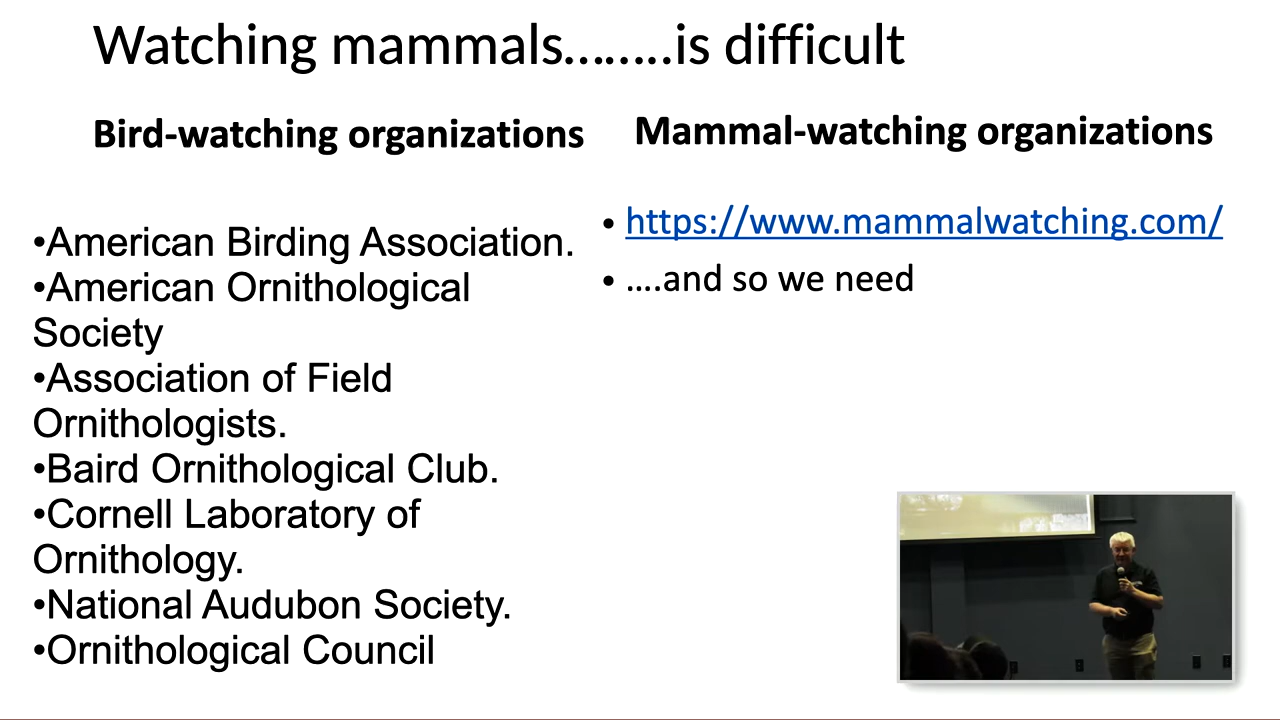 Watching mammals........is difficult
Bird-watching organizations
•American Birding Association.
•American Ornithological
Society
•Association of Field
Ornithologists.
•Baird Ornithological Club.
•Cornell Laboratory of
Ornithology.
•National Audubon Society.
•Ornithological Council
Mammal-watching organizations
• https://www.mammalwatching.com/
• ....and so we need